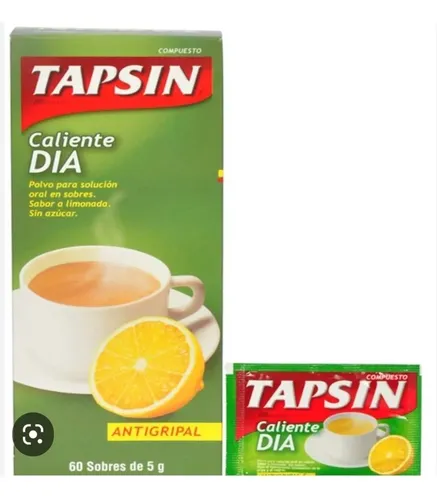 COMPUESTO
TAPSIN
Caliente
DIA
Polvo para solución
oral en sobres.
Sabor a limonada.
Sin azúcar.
ANTIGRIPAL
60 Sobres de 5 g
COMPUESTO
TAPSIN
Caliente
DIA